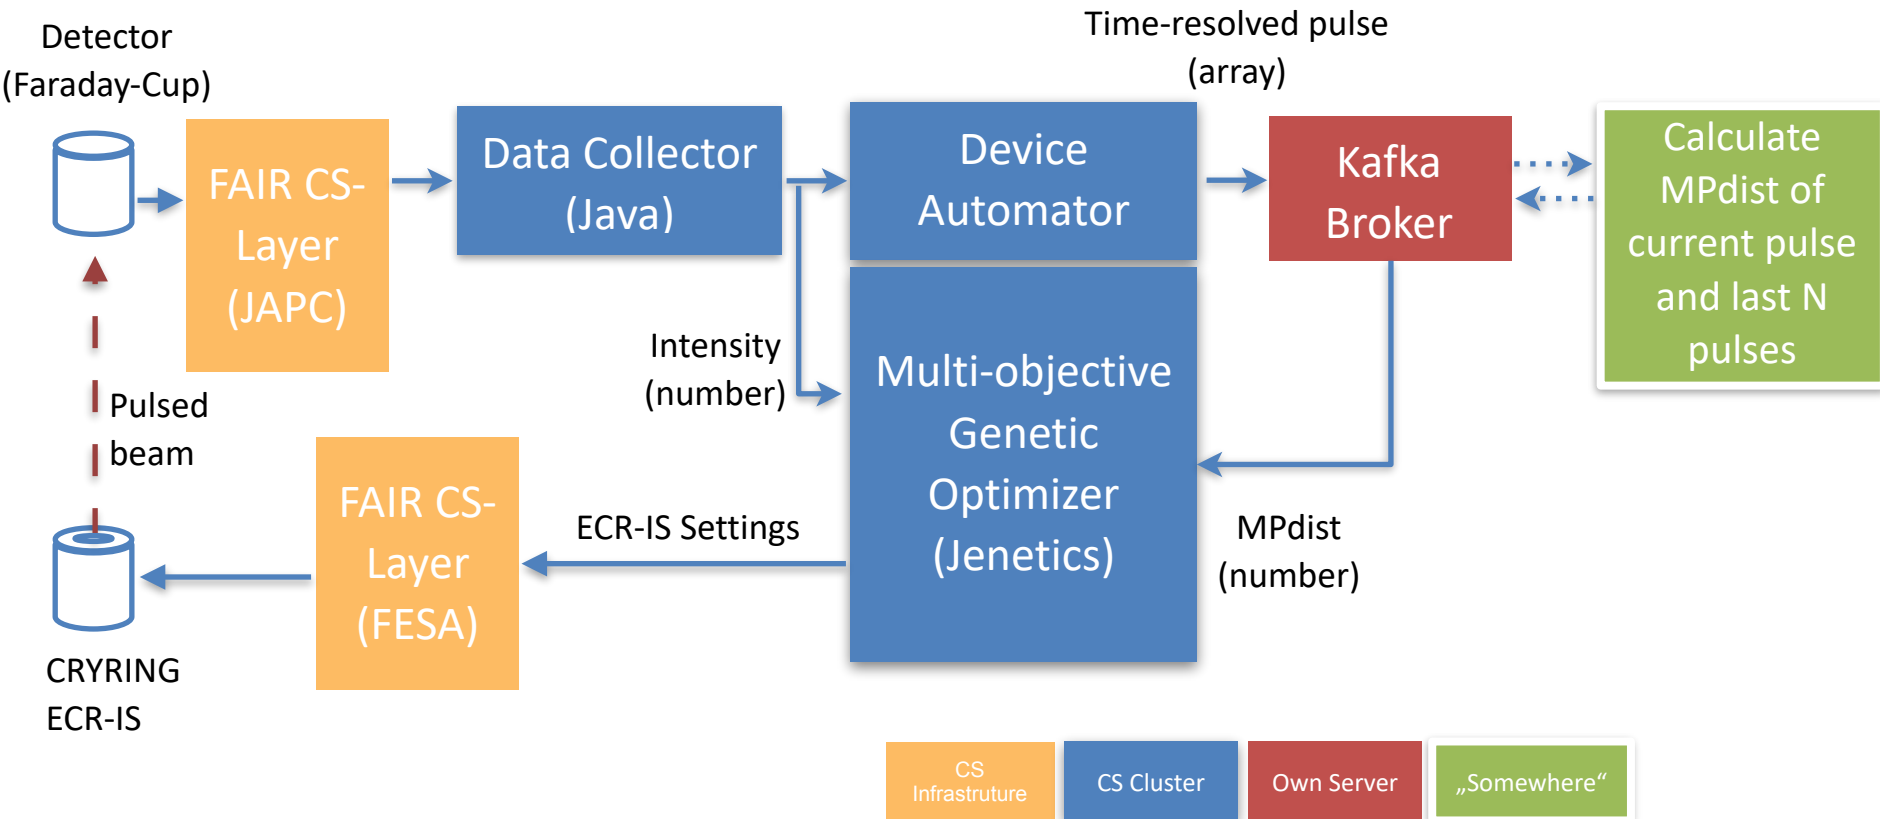 Detector
(Faraday-Cup)
FAIR CS-
Layer
(JAPC)
Data Collector
(Java)
Device
Automator
Time-resolved pulse
(array)
Kafka
Broker
Calculate
MPdist of
current pulse
and last N
pulses
Intensity
(number)
Multi-objective
Genetic
Optimizer
(Jenetics)
Pulsed
beam
FAIR CS-
Layer
(FESA)
ECR-IS Settings
MPdist
(number)
CRYRING
ECR-IS
CS
Infrastruture
CS Cluster
Own Server
„Somewhere“